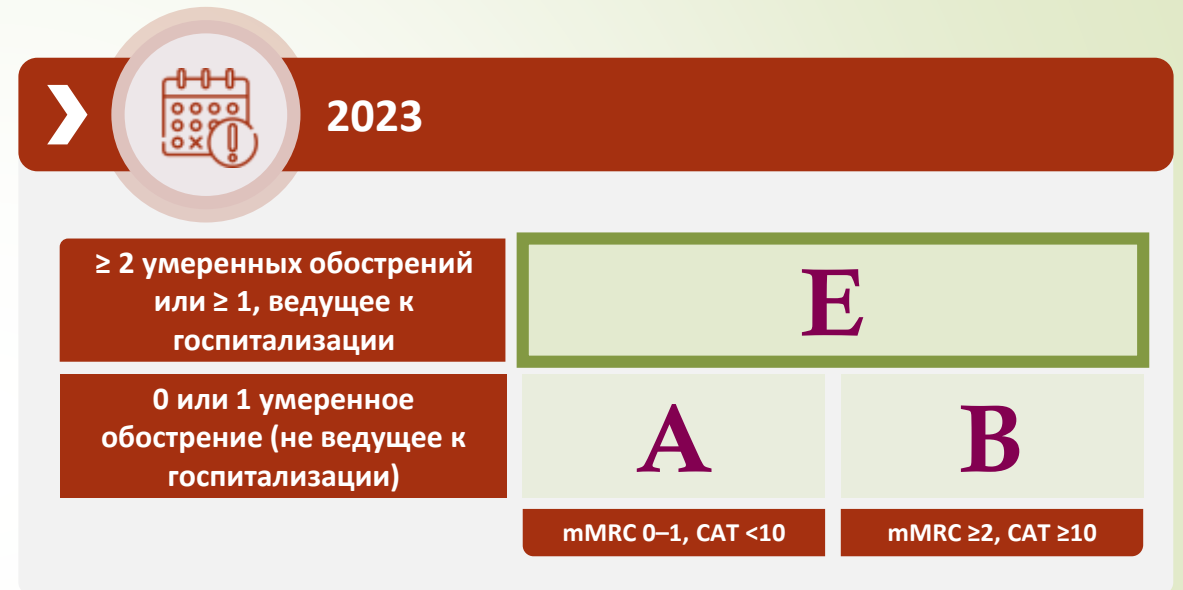 2023
≥ 2 умеренных обострений
или ≥ 1, ведущее к
госпитализации
E
0 или 1 умеренное
обострение (не ведущее к
госпитализации)
A
B
mMRC 0–1, CAT <10
mMRC ≥2, CAT ≥10